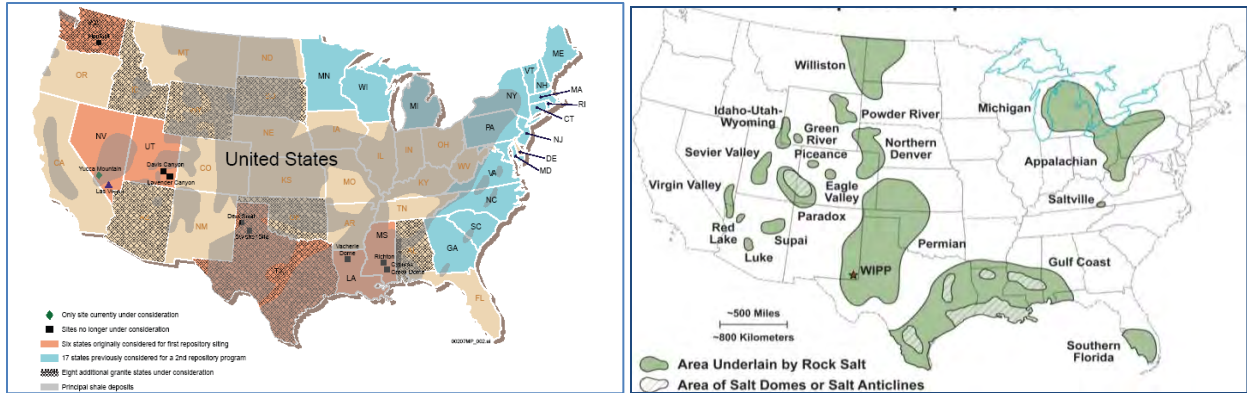 WA
Hanford
MT
ND
OR
MN
ME
VT
NH
WI
MI
NY
MA
RI
CT
NJ
PA
NE
IA
NV
UT
CO
United States
IL
IN
OH
WV
DE
MD
VA
CA
Yucca Mountain
Las Vegas
Davis Canyon
Lavender Canyon
KS
MO
KY
NC
TN
SC
NM
Deaf Smith
Swisher Site
AR
MS
GA
TX
Vacherie
Dome
Richton
Cypress
Creek Dome
LA
FL
Only site currently under consideration
Sites no longer under consideration
Six states originally considered for first repository siting
17 states previously considered for a 2nd repository program
Eight additional granite states under consideration
Principal shale deposits
Williston
Michigan
Idaho-Utah-
Wyoming
Powder River
Green
River
Northern
Denver
Sevier Valley
Piceance
Appalachian
Virgin Valley
Eagle
Valley
Saltville
Paradox
Red
Lake
Supai
Permian
Luke
WIPP
Gulf Coast
~500 Miles
~800 Kilometers
Southern
Florida
Area Underlain by Rock Salt
Area of Salt Domes or Salt Anticlines